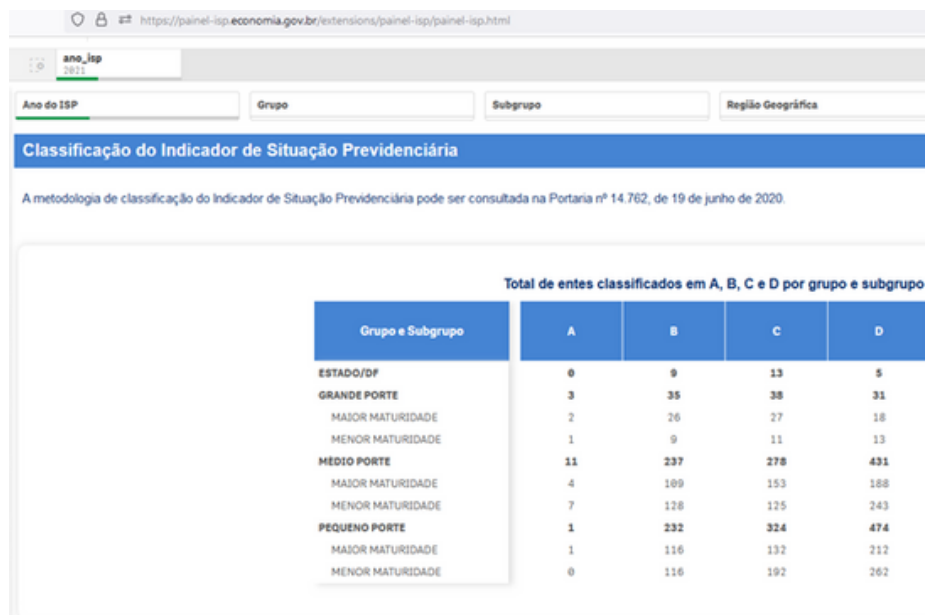 https://painel-isp.economia.gov.br/extensions/painel-isp/painel-isp.html
ano_isp
2021
Ano do ISP Grupo Subgrupo Região Geográfica
Classificação do Indicador de Situação Previdenciária
A metodologia de classificação do Indicador de Situação Previdenciária pode ser consultada na Portaria nº 14.762, de 19 de junho de 2020.
Total de entes classificados em A, B, C e D por grupo e subgrupo
Grupo e Subgrupo A B C D
ESTADO/DF 0 9 13 5
GRANDE PORTE 3 35 38 31
MAIOR MATURIDADE 2 26 27 18
MENOR MATURIDADE 1 9 11 13
MÉDIO PORTE 11 237 278 431
MAIOR MATURIDADE 4 109 153 188
MENOR MATURIDADE 7 128 125 243
PEQUENO PORTE 1 232 324 474
MAIOR MATURIDADE 1 116 132 212
MENOR MATURIDADE 0 116 192 262